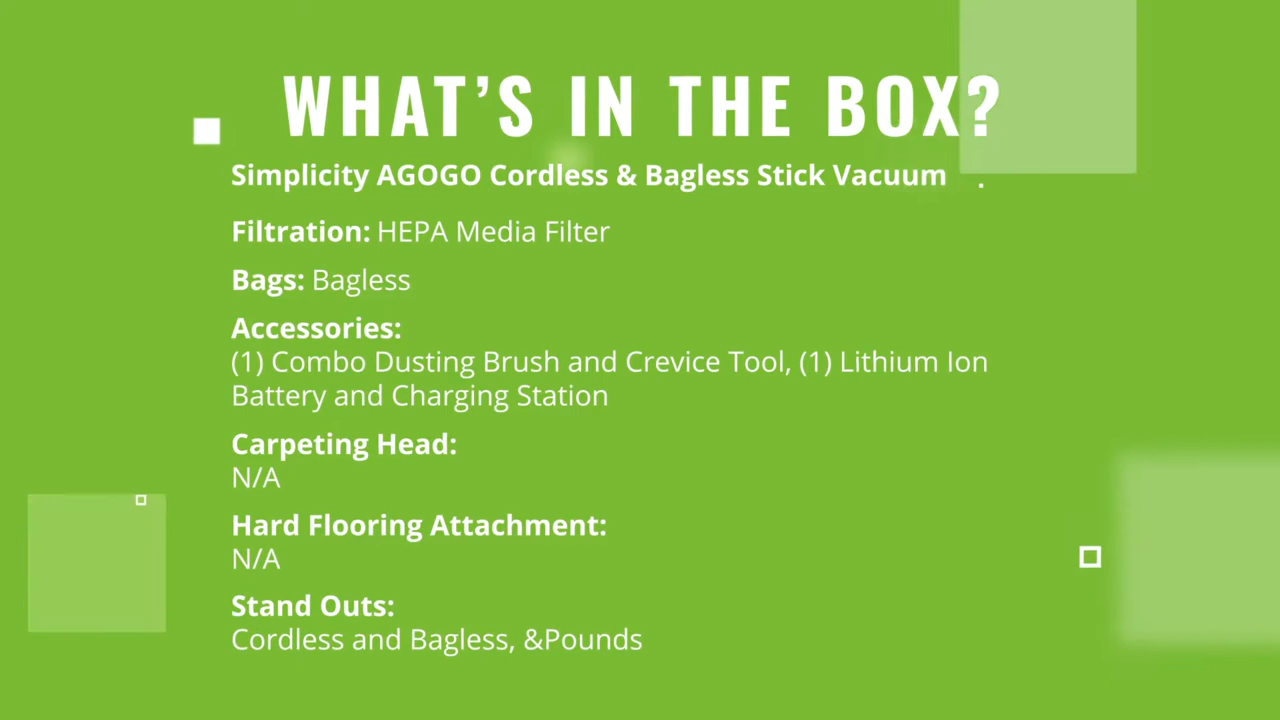 WHAT’S IN THE BOX?
Simplicity AGOGO Cordless & Bagless Stick Vacuum
Filtration: HEPA Media Filter
Bags: Bagless
Accessories:
(1) Combo Dusting Brush and Crevice Tool, (1) Lithium Ion
Battery and Charging Station
Carpeting Head:
N/A
Hard Flooring Attachment:
N/A
Stand Outs:
Cordless and Bagless, &Pounds